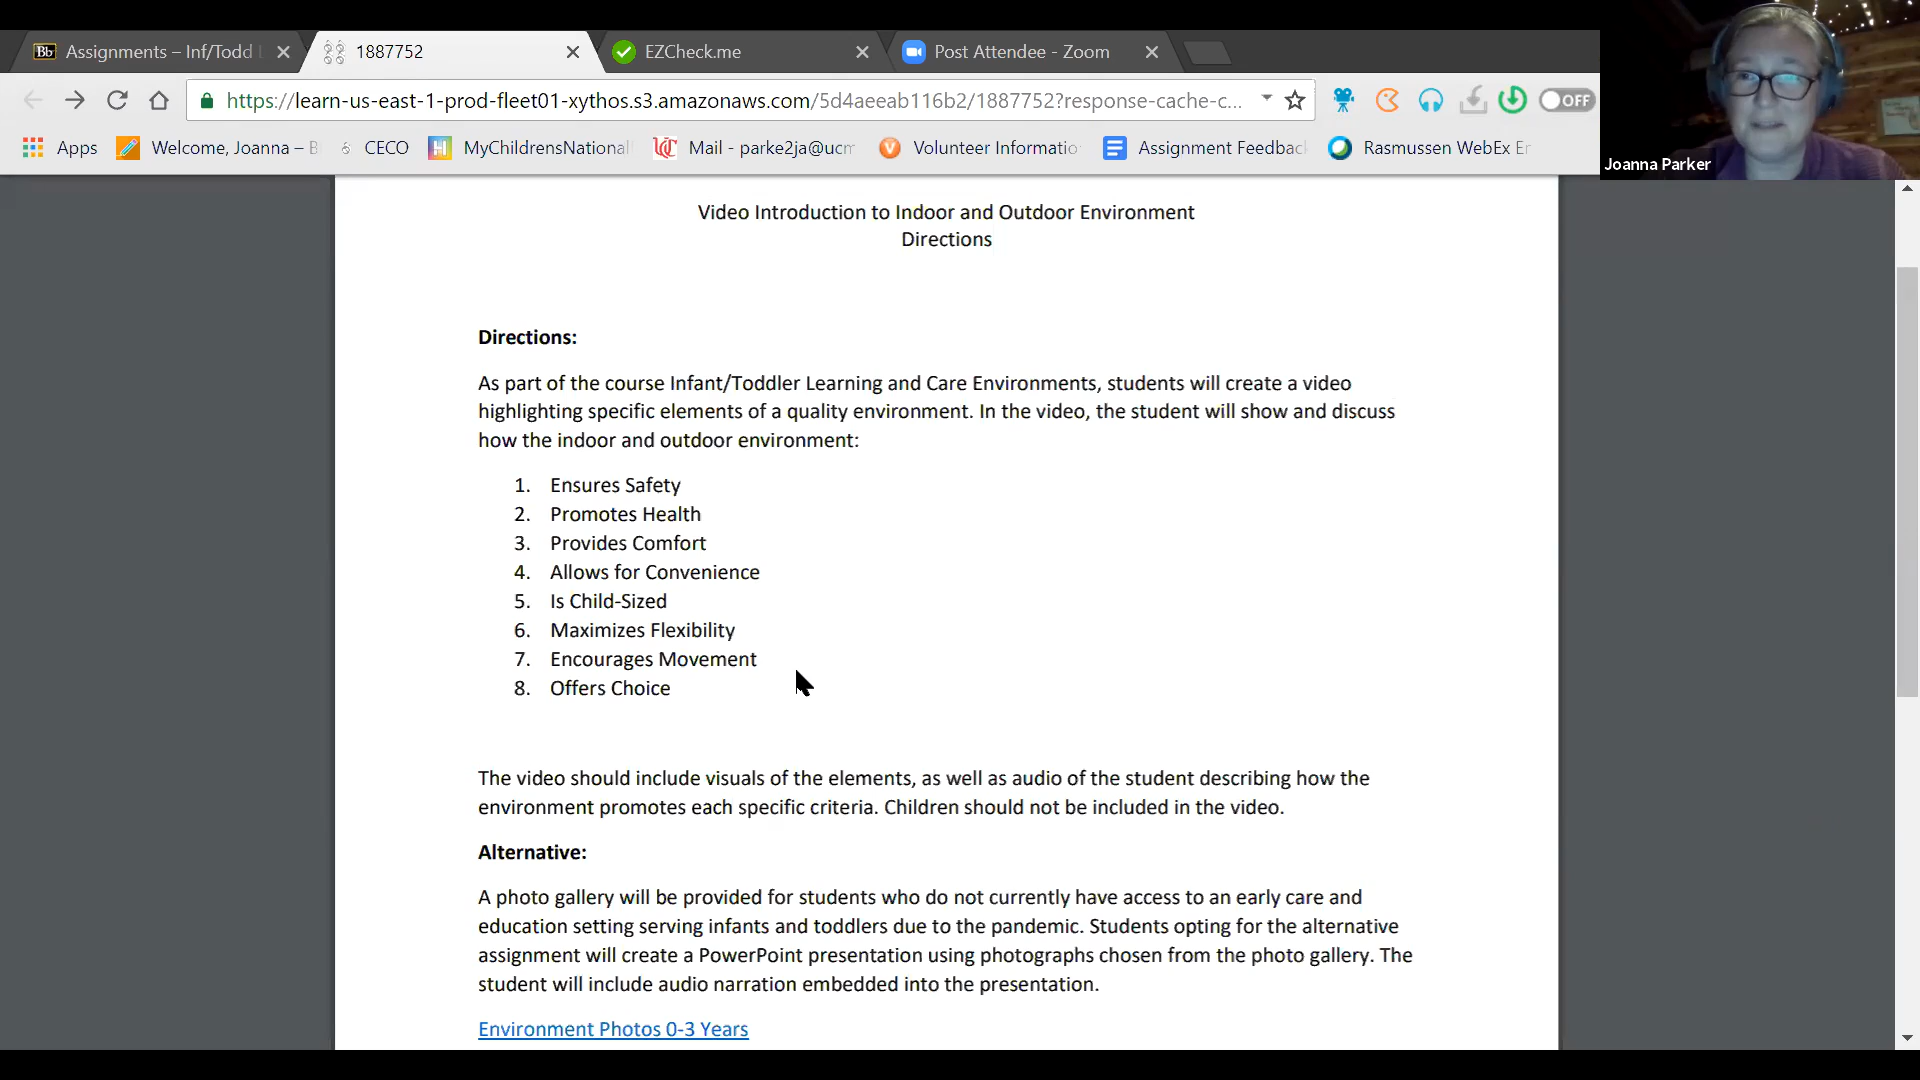 Bb Assignments – Inf/Todd
1887752
EZCheck.me
Post Attendee - Zoom
https://learn-us-east-1-prod-fleet01-xythos.s3.amazonaws.com/5d4aeeab116b2/1887752?response-cache-c...
OFF
Apps
Welcome, Joanna –
CECO
MyChildrensNational
Mail - parke2ja@ucm
Volunteer Informatio
Assignment Feedbac
Rasmussen WebEx Er
Joanna Parker
Video Introduction to Indoor and Outdoor Environment
Directions
Directions:
As part of the course Infant/Toddler Learning and Care Environments, students will create a video
highlighting specific elements of a quality environment. In the video, the student will show and discuss
how the indoor and outdoor environment:
1. Ensures Safety
2. Promotes Health
3. Provides Comfort
4. Allows for Convenience
5. Is Child-Sized
6. Maximizes Flexibility
7. Encourages Movement
8. Offers Choice
The video should include visuals of the elements, as well as audio of the student describing how the
environment promotes each specific criteria. Children should not be included in the video.
Alternative:
A photo gallery will be provided for students who do not currently have access to an early care and
education setting serving infants and toddlers due to the pandemic. Students opting for the alternative
assignment will create a PowerPoint presentation using photographs chosen from the photo gallery. The
student will include audio narration embedded into the presentation.
Environment Photos 0-3 Years